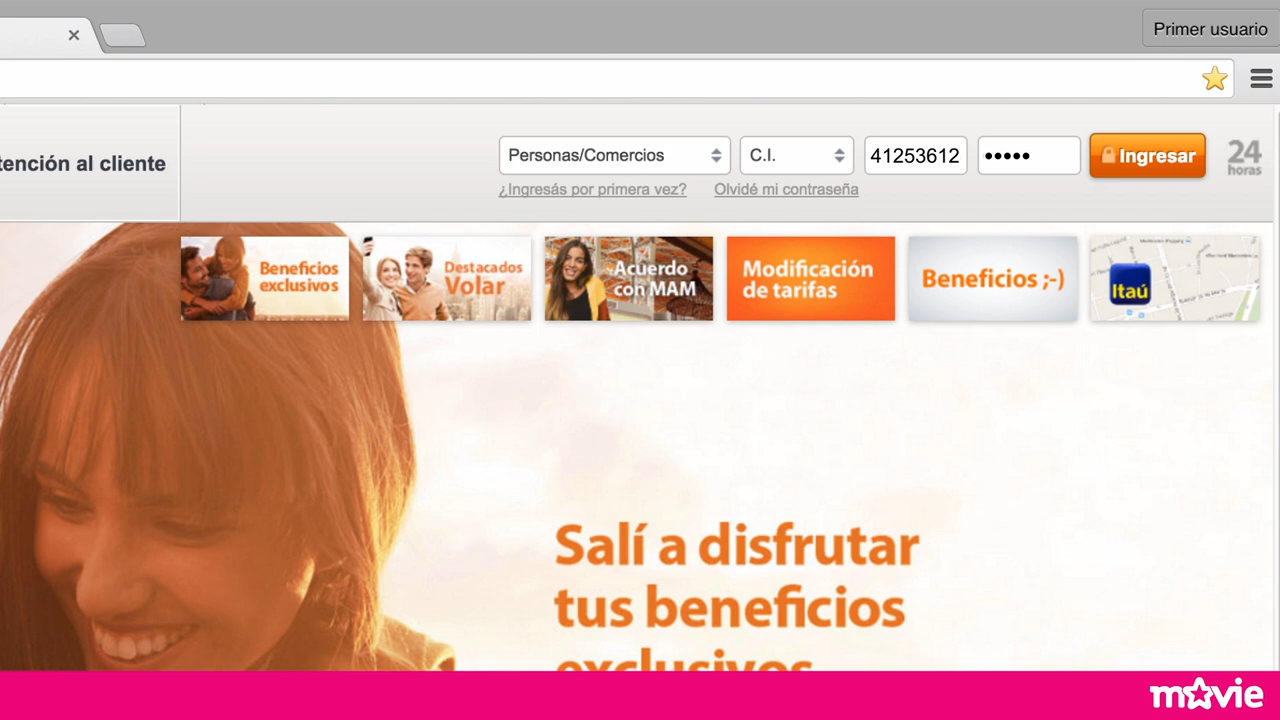 Primer usuario
tención al cliente
Personas/Comercios
C.I.
41253612
•••••
Ingresar
24
horas
¿Ingresás por primera vez?
Olvidé mi contraseña
Beneficios
exclusivos
Destacados
Volar
Acuerdo
con MAM
Modificación
de tarifas
Beneficios ;-)
Itaú
Salí a disfrutar
tus beneficios
exclusivos
movie